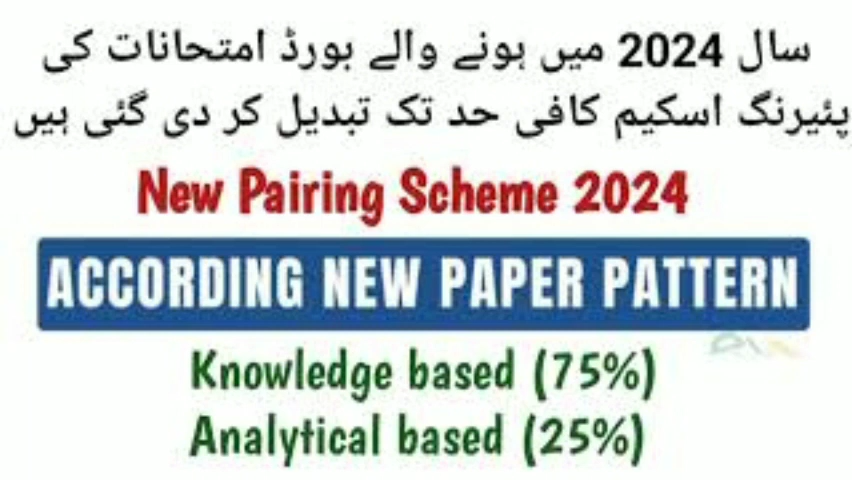 سال 2024 میں ہونے والے بورڈ امتحانات کی
پئیرنگ اسکیم کافی حد تک تبدیل کر دی گئی ہیں
New Pairing Scheme 2024
ACCORDING NEW PAPER PATTERN
Knowledge based (75%)
Analytical based (25%)